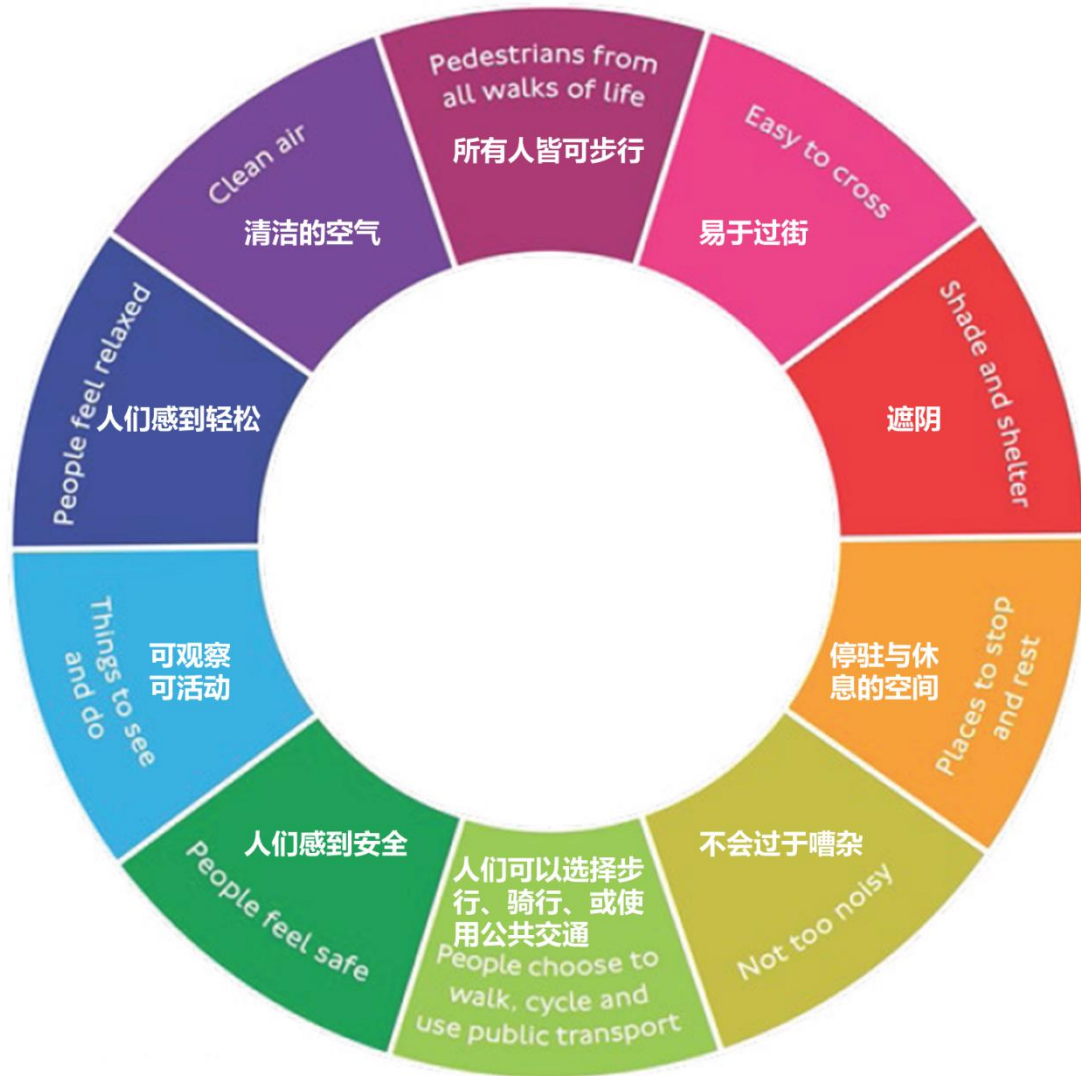 Pedestrians from
all walks of life
所有人皆可步行
Easy to cross
易于过街
Shade and shelter
遮阴
Places to stop
and rest
停驻与休
息的空间
Not too noisy
不会过于嘈杂
人们可以选择步
行、骑行、或使
用公共交通
People choose to
walk, cycle and
use public transport
People feel safe
人们感到安全
Things to see
and do
可观察
可活动
People feel relaxed
人们感到轻松
Clean air
清洁的空气